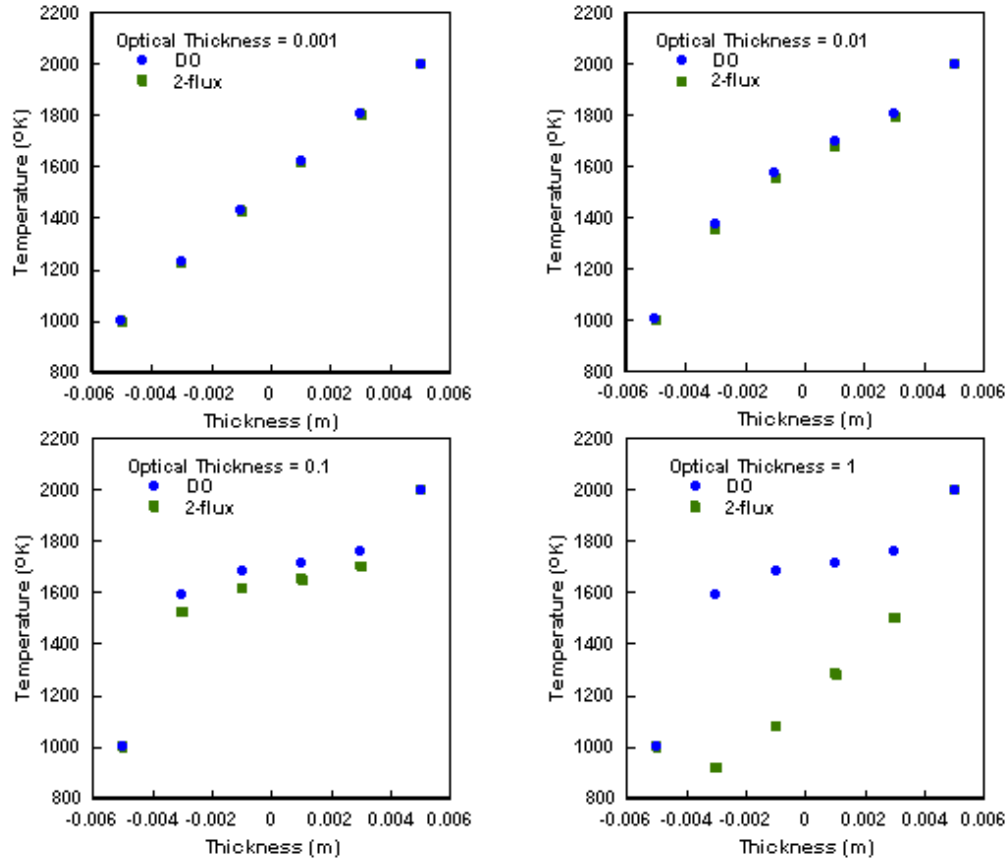 2200
2000
1800
1600
1400
1200
1000
800
Temperature (ºK)
Optical Thickness = 0.001
DO
2-flux
-0.006 -0.004 -0.002 0 0.002 0.004 0.006
Thickness (m)
2200
2000
1800
1600
1400
1200
1000
800
Temperature (ºK)
Optical Thickness = 0.01
DO
2-flux
-0.006 -0.004 -0.002 0 0.002 0.004 0.006
Thickness (m)
2200
2000
1800
1600
1400
1200
1000
800
Temperature (ºK)
Optical Thickness = 0.1
DO
2-flux
-0.006 -0.004 -0.002 0 0.002 0.004 0.006
Thickness (m)
2200
2000
1800
1600
1400
1200
1000
800
Temperature (ºK)
Optical Thickness = 1
DO
2-flux
-0.006 -0.004 -0.002 0 0.002 0.004 0.006
Thickness (m)